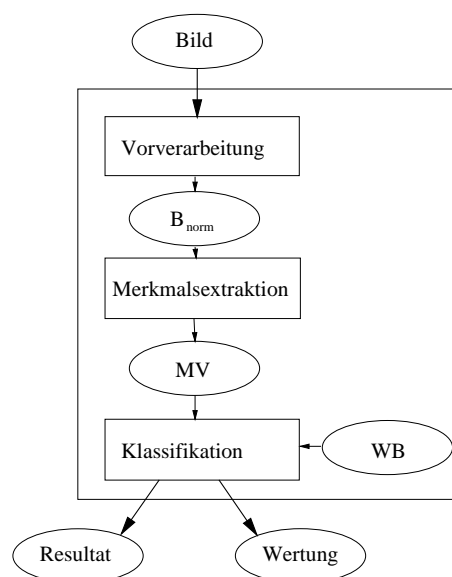 Bild
Vorverarbeitung
B_norm
Merkmalsextraktion
MV
Klassifikation
WB
Resultat
Wertung